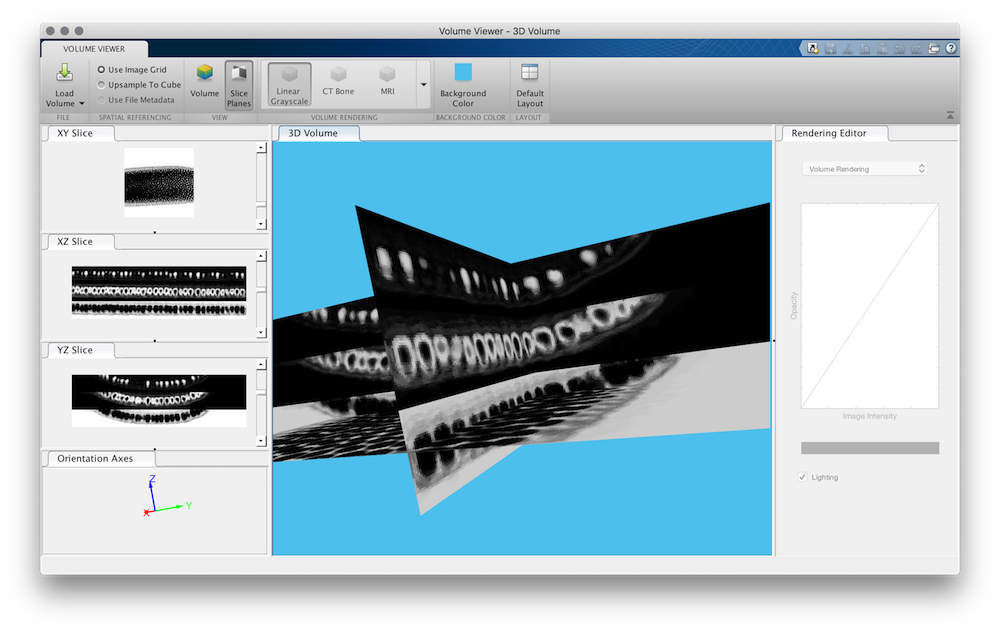 Volume Viewer - 3D Volume
VOLUME VIEWER
Load
Volume
Use Image Grid
Upsample To Cube
Use File Metadata
Volume
Slice
Planes
Linear
Grayscale
CT Bone
MRI
Background
Color
Default
Layout
FILE
SPATIAL REFERENCING
VIEW
VOLUME RENDERING
BACKGROUND COLOR
LAYOUT
XY Slice
XZ Slice
YZ Slice
Orientation Axes
Z
X
Y
3D Volume
Rendering Editor
Volume Rendering
Opacity
Image Intensity
Lighting